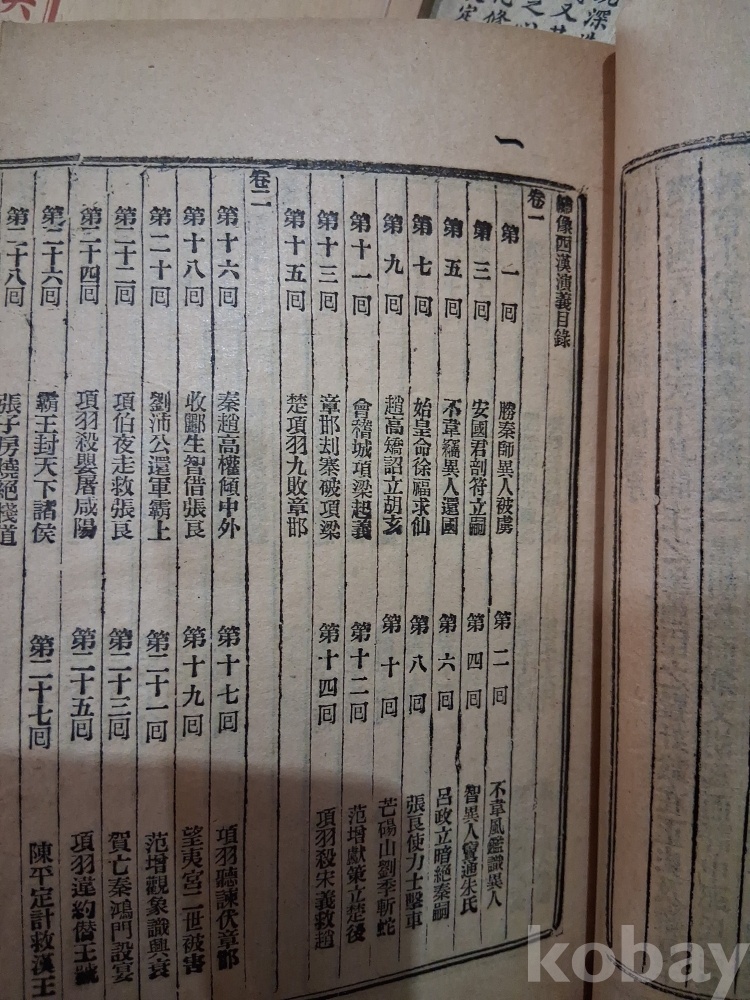 繪像西漢演義目錄
卷一
第一回 勝秦師異人被虜 第二回 不韋風鑑識異人
第三回 安國君剖符立嗣 第四回 智異人竄通朱氏
第五回 不韋竊異人還國 第六回 呂政立暗絕秦嗣
第七回 始皇命徐福求仙 第八回 張良使力士擊車
第九回 趙高矯詔立胡亥 第十回 芒碭山劉季斬蛇
第十一回 會稽城項梁起義 第十二回 范增獻策立楚後
第十三回 章邯刦寨破項梁 第十四回 項羽殺宋義救趙
第十五回 楚項羽九敗章邯
卷二
第十六回 秦趙高權傾中外 第十七回 項羽聽諫伏章邯
第十八回 收酈生智借張良 第十九回 望夷宮二世被害
第二十回 劉沛公還軍霸上 第二十一回 范增觀象識興衰
第二十二回 項伯夜走救張良 第二十三回 賀亡秦鴻門設宴
第二十四回 項羽殺嬰屠咸陽 第二十五回 項羽違約僭王號
第二十六回 霸王封天下諸侯 第二十七回 陳平定計救漢王
第二十八回 張子房燒絕棧道
一
kobay